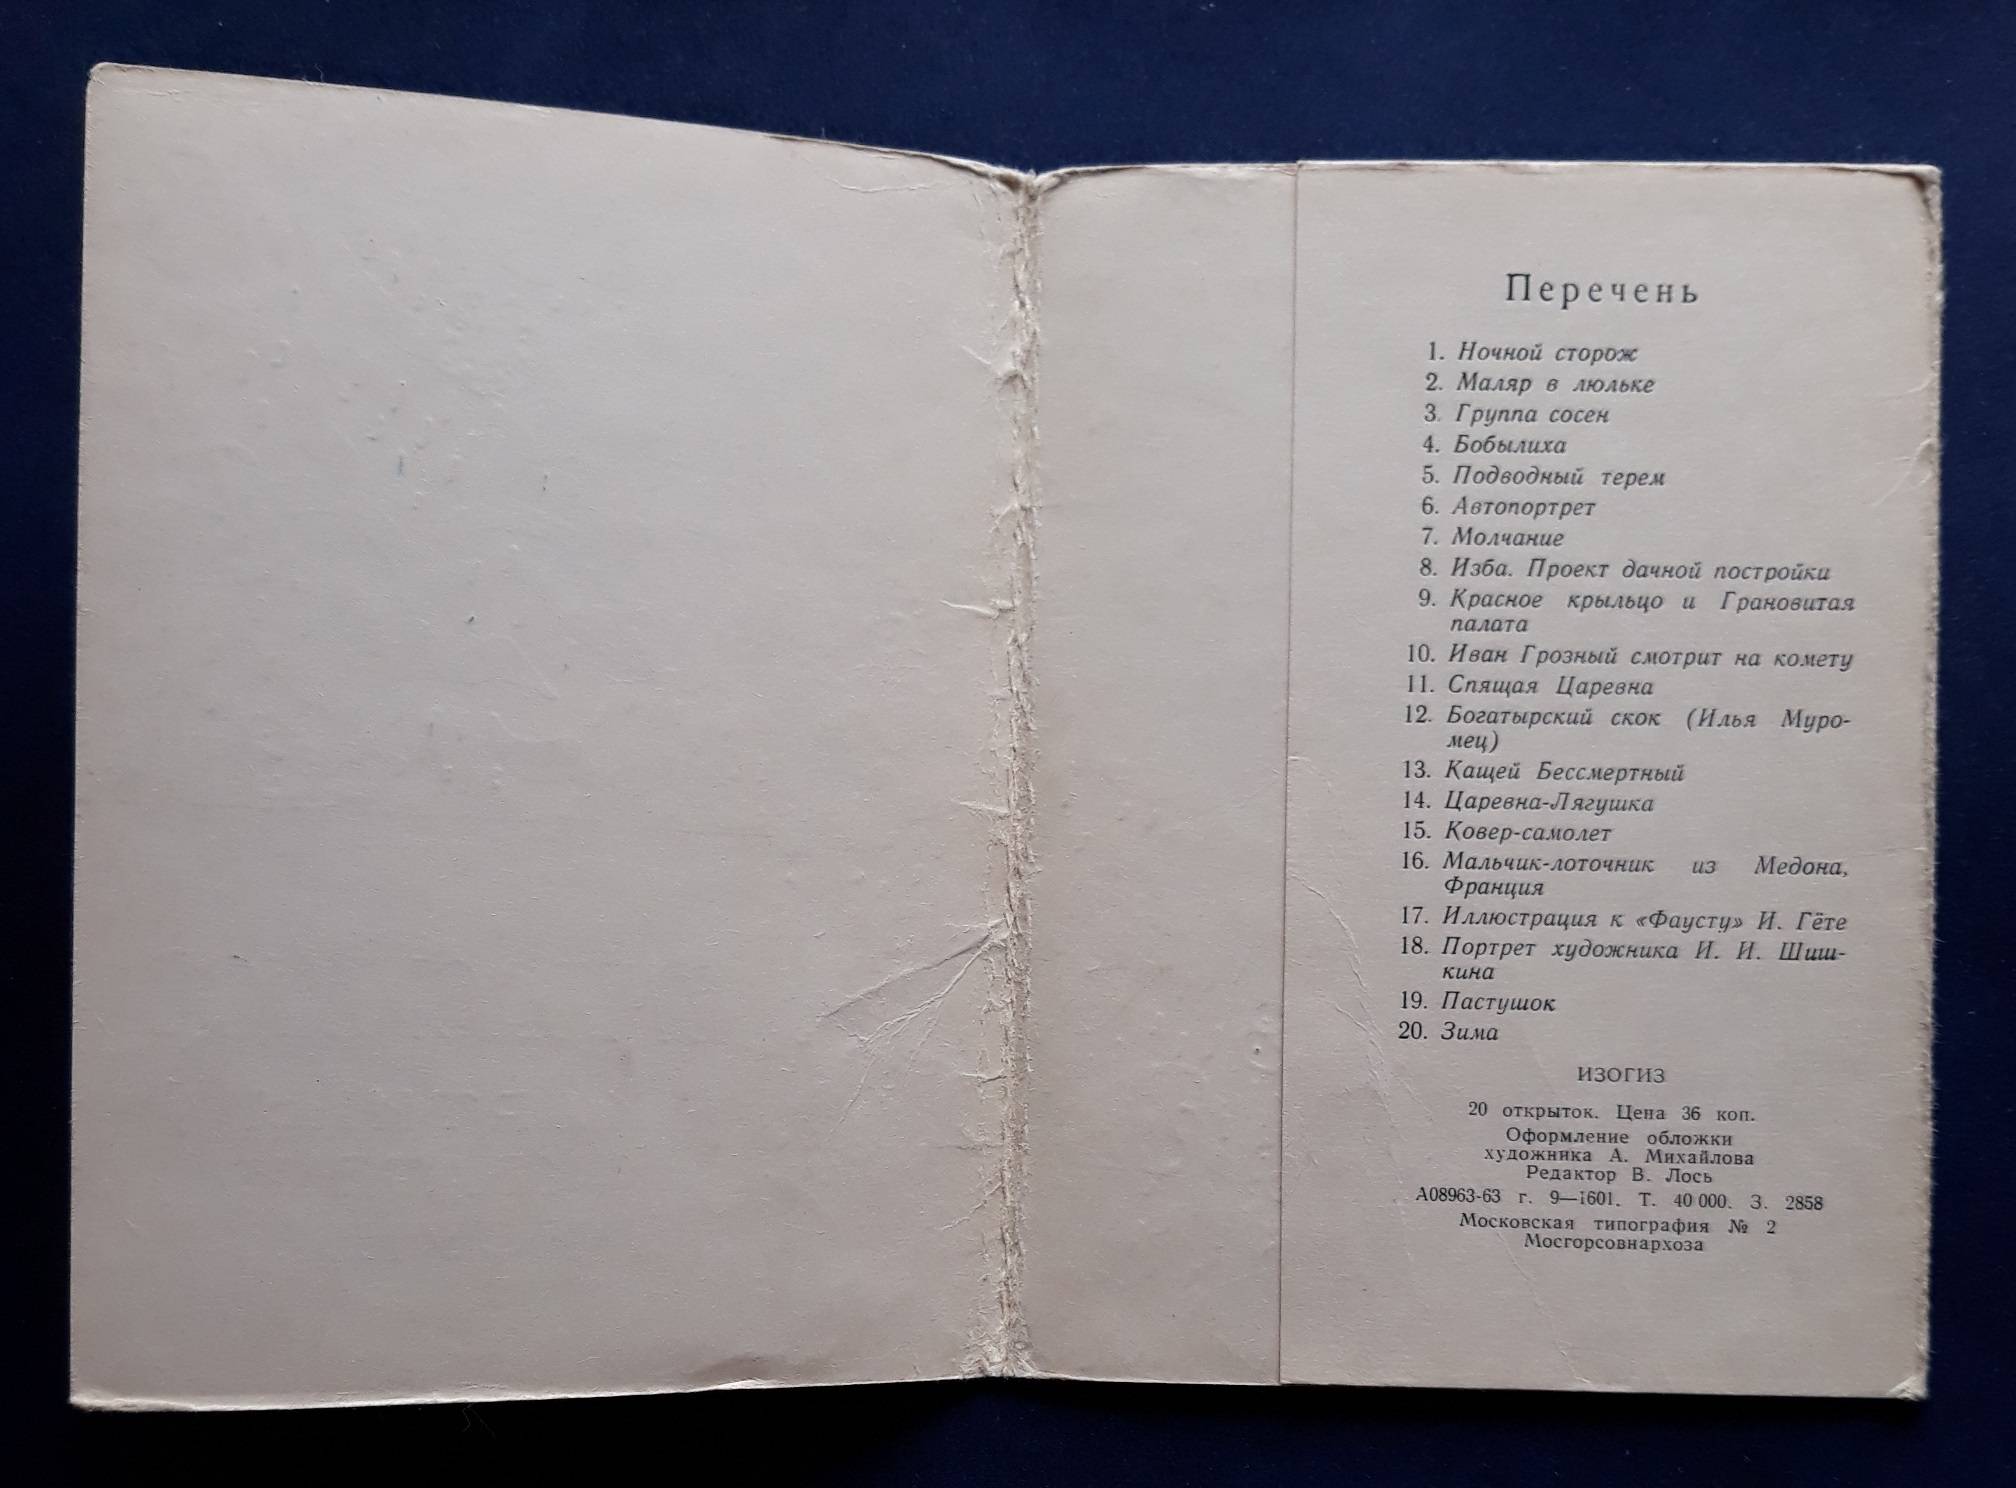 Перечень
1. Ночной сторож
2. Маляр в люльке
3. Группа сосен
4. Бобылиха
5. Подводный терем
6. Автопортрет
7. Молчание
8. Изба. Проект дачной постройки
9. Красное крыльцо и Грановитая
палата
10. Иван Грозный смотрит на комету
11. Спящая Царевна
12. Богатырский скок (Илья Муро-
мец)
13. Кащей Бессмертный
14. Царевна-Лягушка
15. Ковер-самолет
16. Мальчик-лоточник из Медона,
Франция
17. Иллюстрация к «Фаусту» И. Гёте
18. Портрет художника И. И. Шиш-
кина
19. Пастушок
20. Зима
ИЗОГИЗ
20 открыток. Цена 36 коп.
Оформление обложки
художника А. Михайлова
Редактор В. Лось
А08963-63 г. 9—1601. Т. 40 000. З. 2858
Московская типография № 2
Мосгорсовнархоза